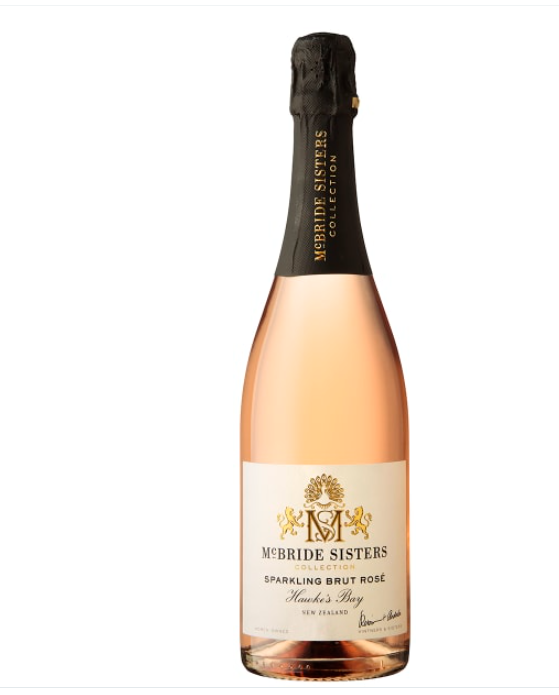 McBRIDE SISTERS
COLLECTION
MS
McBRIDE SISTERS
COLLECTION
SPARKLING BRUT ROSÉ
Hawke's Bay
NEW ZEALAND